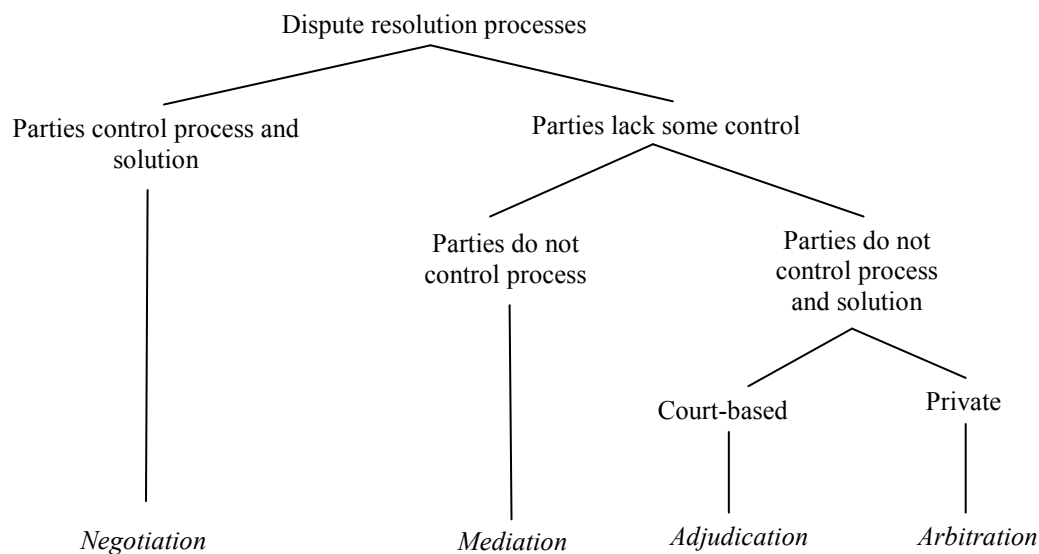 Dispute resolution processes
Parties control process and
solution
Parties lack some control
Parties do not
control process
Parties do not
control process
and solution
Court-based
Private
Negotiation
Mediation
Adjudication
Arbitration